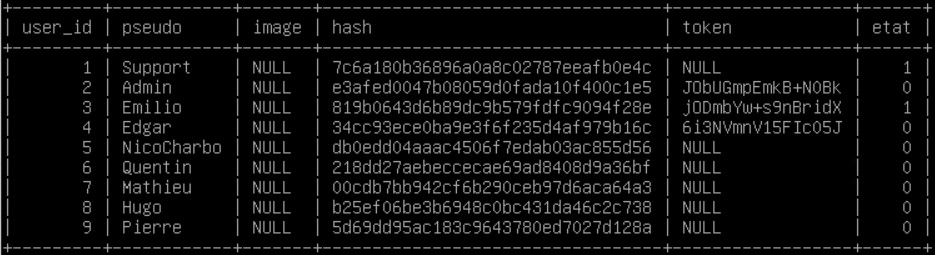 user_id | pseudo | image | hash | token | etat
1 | Support | NULL | 7c6a180b36896a0a8c02787eeafb0e4c | NULL | 1
2 | Admin | NULL | e3afed0047b08059d0fada10f400c1e5 | JObUGmpEmkB+N0Bk | 0
3 | Emilio | NULL | 819b0643d6b89dc9b579fdfc9094f28e | jODmbYw+s9nBridX | 1
4 | Edgar | NULL | 34cc93ece0ba9e3f6f235d4af979b16c | 6i3NVmnV15FIc05J | 0
5 | NicoCharbo | NULL | db0edd04aaac4506f7edab03ac855d56 | NULL | 0
6 | Quentin | NULL | 218dd27aebeccecae69ad8408d9a36bf | NULL | 0
7 | Mathieu | NULL | 00cdb7bb942cf6b290ceb97d6aca64a3 | NULL | 0
8 | Hugo | NULL | b25ef06be3b6948c0bc431da46c2c738 | NULL | 0
9 | Pierre | NULL | 5d69dd95ac183c9643780ed7027d128a | NULL | 0